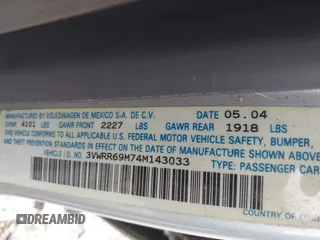 MANUFACTURED BY VOLKSWAGEN DE MEXICO S.A. DE C.V. DATE 05.04
GVWR 4101 LBS GAWR FRONT 2227 LBS GAWR REAR 1918 LBS
THIS VEHICLE CONFORMS TO ALL APPLICABLE U.S. FEDERAL MOTOR VEHICLE SAFETY, BUMPER,
AND THEFT PREVENTION STANDARDS IN EFFECT ON THE DATE OF MANUFACTURE SHOWN ABOVE.
VEHICLE I.D. NO.: 3VWRR69M74M143033 TYPE: PASSENGER CAR
DREAMBID